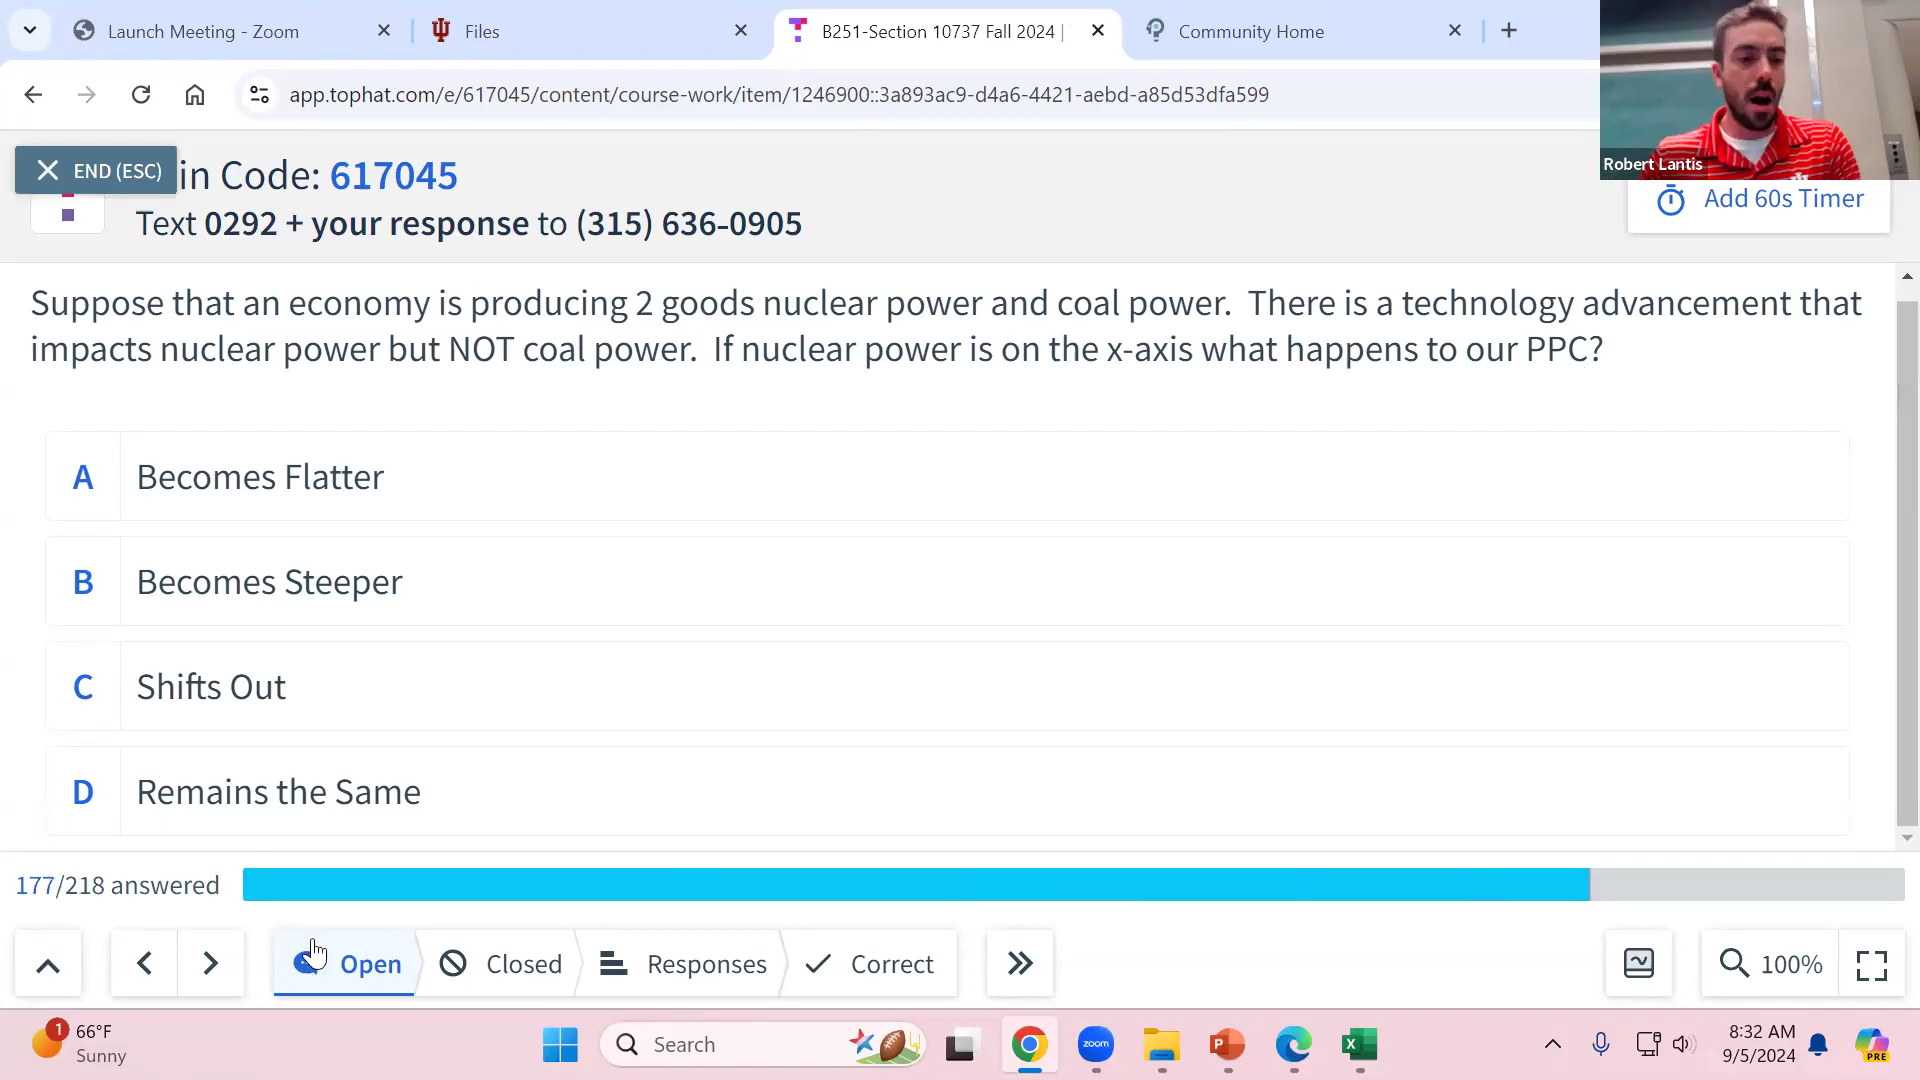 Launch Meeting - Zoom
Files
B251-Section 10737 Fall 2024 |
Community Home
app.tophat.com/e/617045/content/course-work/item/1246900::3a893ac9-d4a6-4421-aebd-a85d53dfa599
END (ESC)
in Code: 617045
Text 0292 + your response to (315) 636-0905
Robert Lantis
Add 60s Timer
Suppose that an economy is producing 2 goods nuclear power and coal power. There is a technology advancement that
impacts nuclear power but NOT coal power. If nuclear power is on the x-axis what happens to our PPC?
A Becomes Flatter
B Becomes Steeper
C Shifts Out
D Remains the Same
177/218 answered
Open
Closed
Responses
Correct
100%
1
66°F
Sunny
Search
zoom
P
X
8:32 AM
9/5/2024
PRE